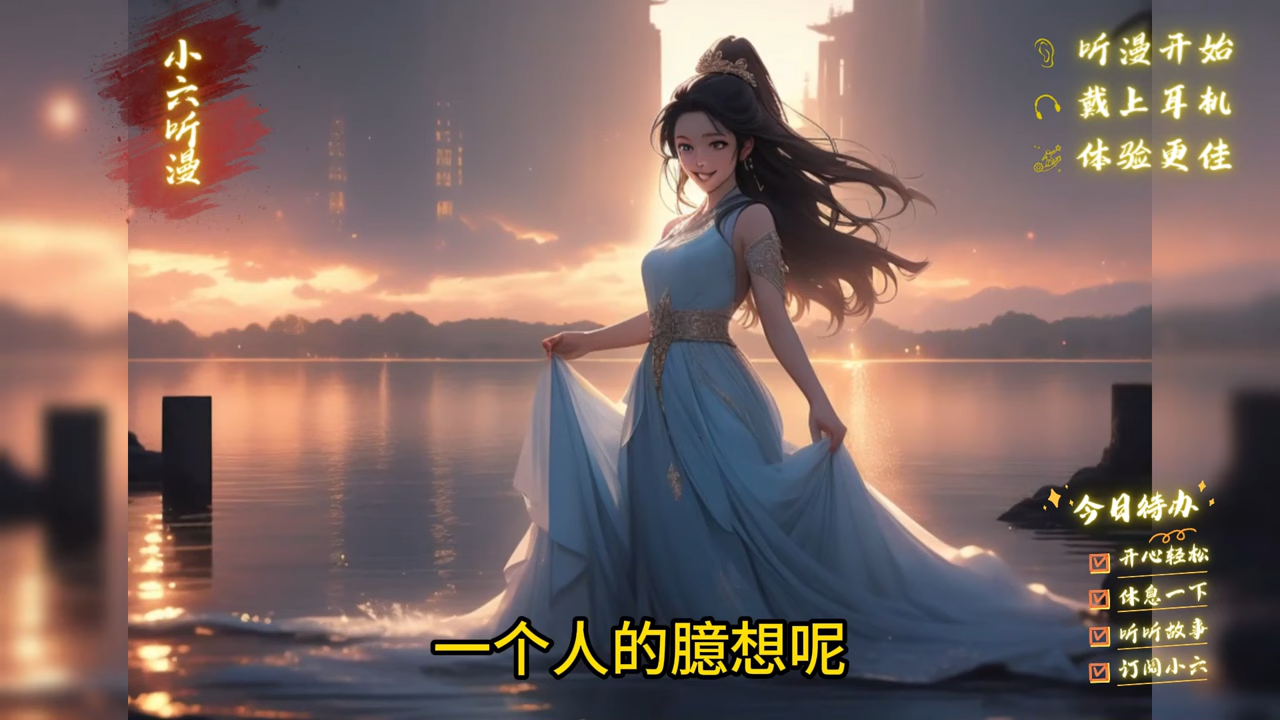 小六听漫
听漫开始
戴上耳机
体验更佳
今日待办
开心轻松
休息一下
听听故事
订阅小六
一个人的臆想呢